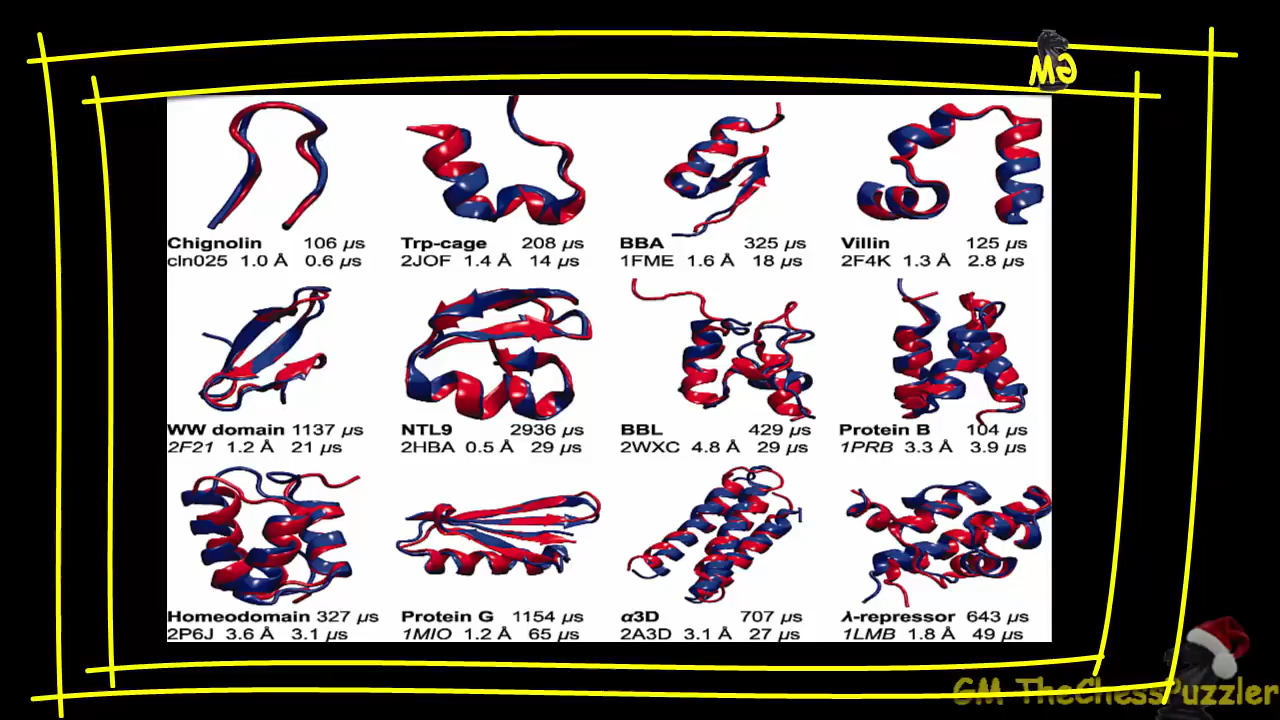 GM
Chignolin 106 µs
cln025 1.0 Å 0.6 µs
Trp-cage 208 µs
2JOF 1.4 Å 14 µs
BBA 325 µs
1FME 1.6 Å 18 µs
Villin 125 µs
2F4K 1.3 Å 2.8 µs
WW domain 1137 µs
2F21 1.2 Å 21 µs
NTL9 2936 µs
2HBA 0.5 Å 29 µs
BBL 429 µs
2WXC 4.8 Å 29 µs
Protein B 104 µs
1PRB 3.3 Å 3.9 µs
Homeodomain 327 µs
2P6J 3.6 Å 3.1 µs
Protein G 1154 µs
1MIO 1.2 Å 65 µs
α3D 707 µs
2A3D 3.1 Å 27 µs
λ-repressor 643 µs
1LMB 1.8 Å 49 µs
GM TheChessPuzzler